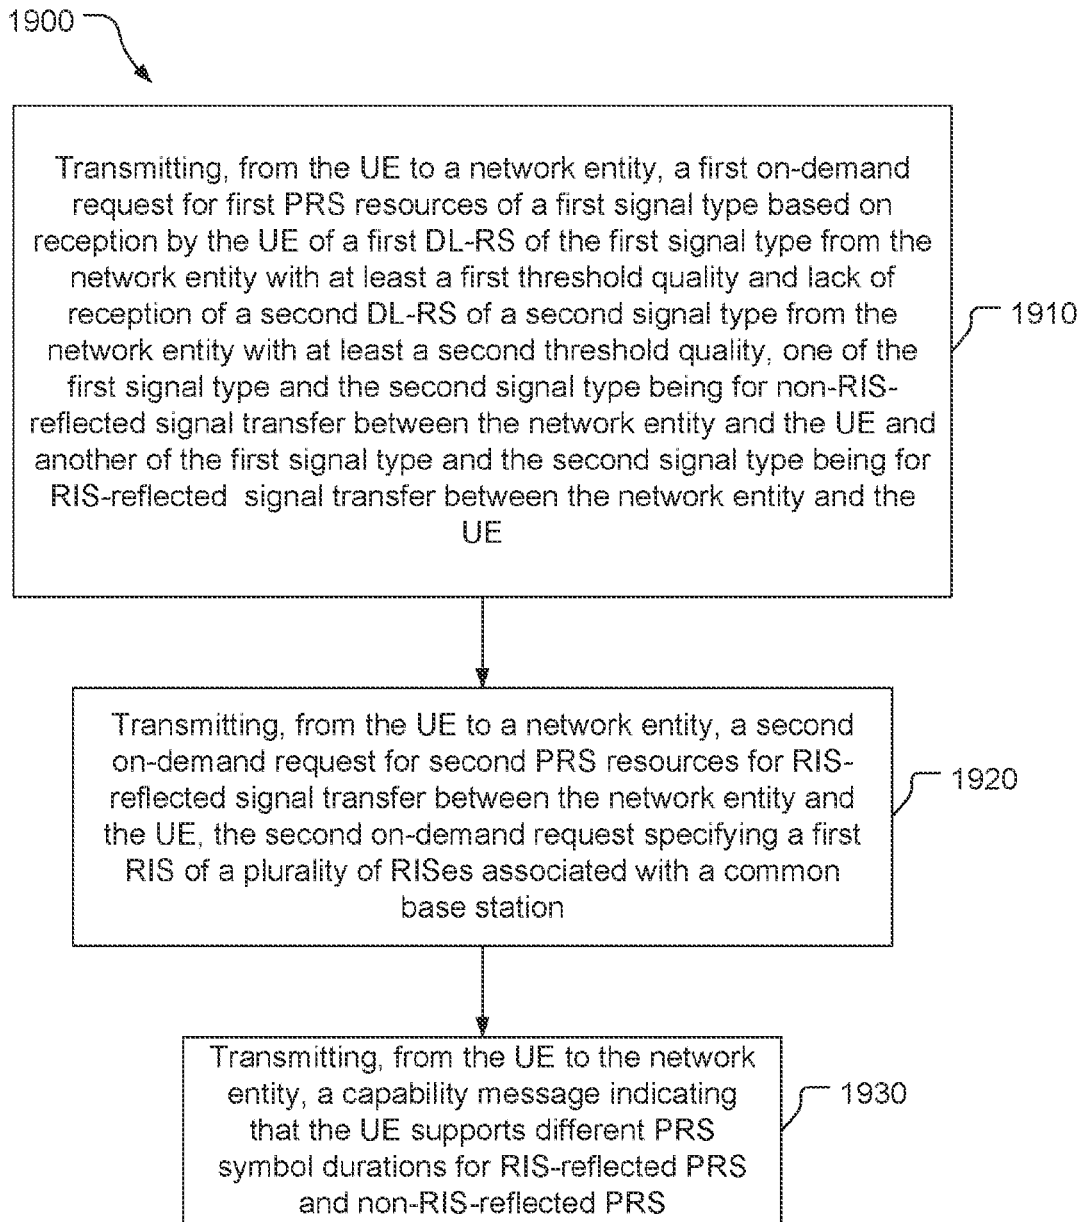 1900
Transmitting, from the UE to a network entity, a first on-demand
request for first PRS resources of a first signal type based on
reception by the UE of a first DL-RS of the first signal type from the
network entity with at least a first threshold quality and lack of
reception of a second DL-RS of a second signal type from the
network entity with at least a second threshold quality, one of the
first signal type and the second signal type being for non-RIS-
reflected signal transfer between the network entity and the UE and
another of the first signal type and the second signal type being for
RIS-reflected signal transfer between the network entity and the
UE
1910
Transmitting, from the UE to a network entity, a second
on-demand request for second PRS resources for RIS-
reflected signal transfer between the network entity and
the UE, the second on-demand request specifying a first
RIS of a plurality of RISes associated with a common
base station
1920
Transmitting, from the UE to the network
entity, a capability message indicating
that the UE supports different PRS
symbol durations for RIS-reflected PRS
and non-RIS-reflected PRS
1930